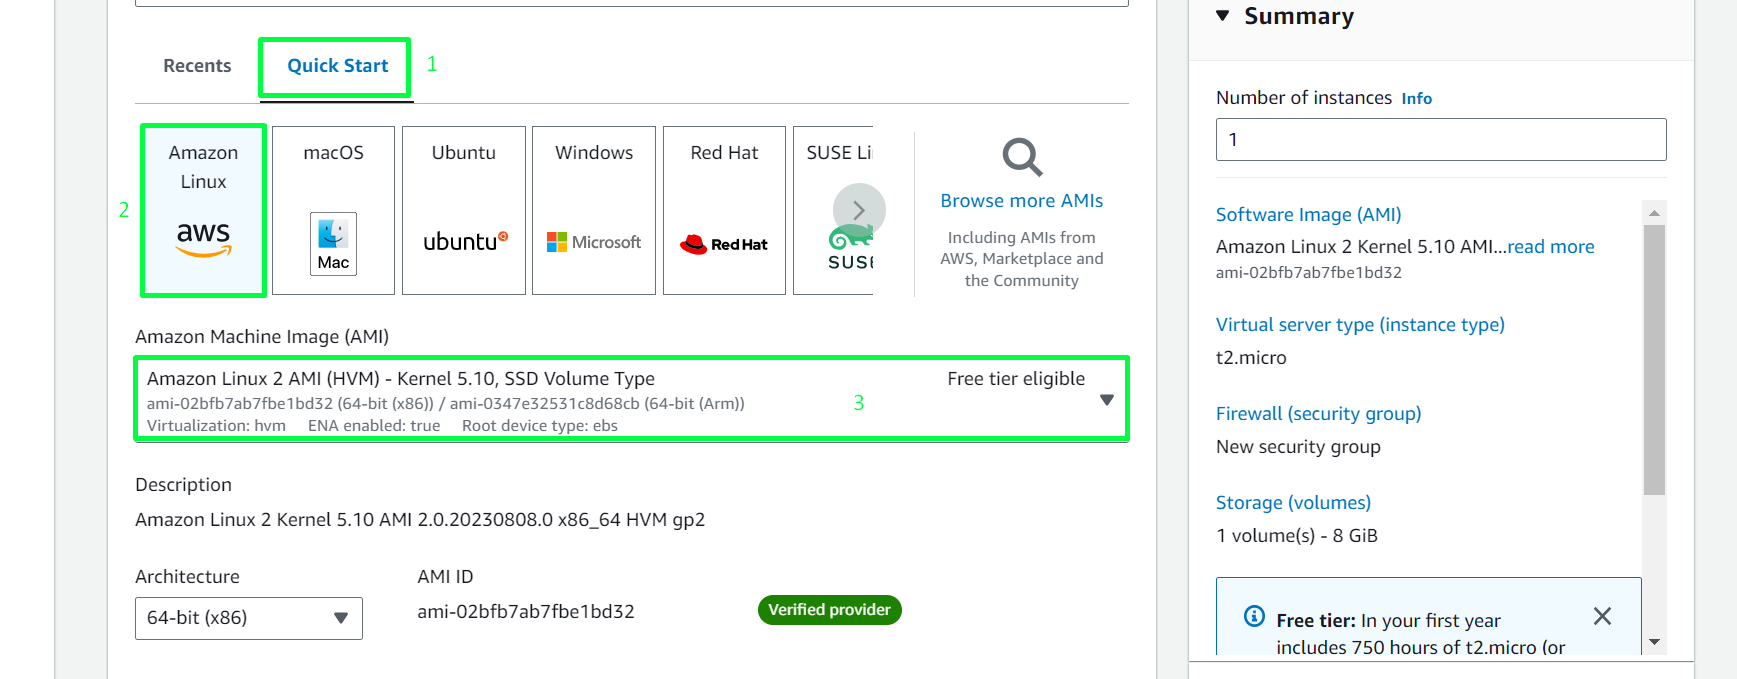 Recents
Quick Start
1
Amazon
Linux
aws
macOS
Mac
Ubuntu
ubuntu
Windows
Microsoft
Red Hat
Red Hat
SUSE Li
SUSE
2
Browse more AMIs
Including AMIs from
AWS, Marketplace and
the Community
Amazon Machine Image (AMI)
Amazon Linux 2 AMI (HVM) - Kernel 5.10, SSD Volume Type
Free tier eligible
ami-02bfb7ab7fbe1bd32 (64-bit (x86)) / ami-0347e32531c8d68cb (64-bit (Arm))
3
Virtualization: hvm ENA enabled: true Root device type: ebs
Description
Amazon Linux 2 Kernel 5.10 AMI 2.0.20230808.0 x86_64 HVM gp2
Architecture
64-bit (x86)
AMI ID
ami-02bfb7ab7fbe1bd32
Verified provider
Summary
Number of instances Info
1
Software Image (AMI)
Amazon Linux 2 Kernel 5.10 AMI...read more
ami-02bfb7ab7fbe1bd32
Virtual server type (instance type)
t2.micro
Firewall (security group)
New security group
Storage (volumes)
1 volume(s) - 8 GiB
Free tier: In your first year
includes 750 hours of t2.micro (or